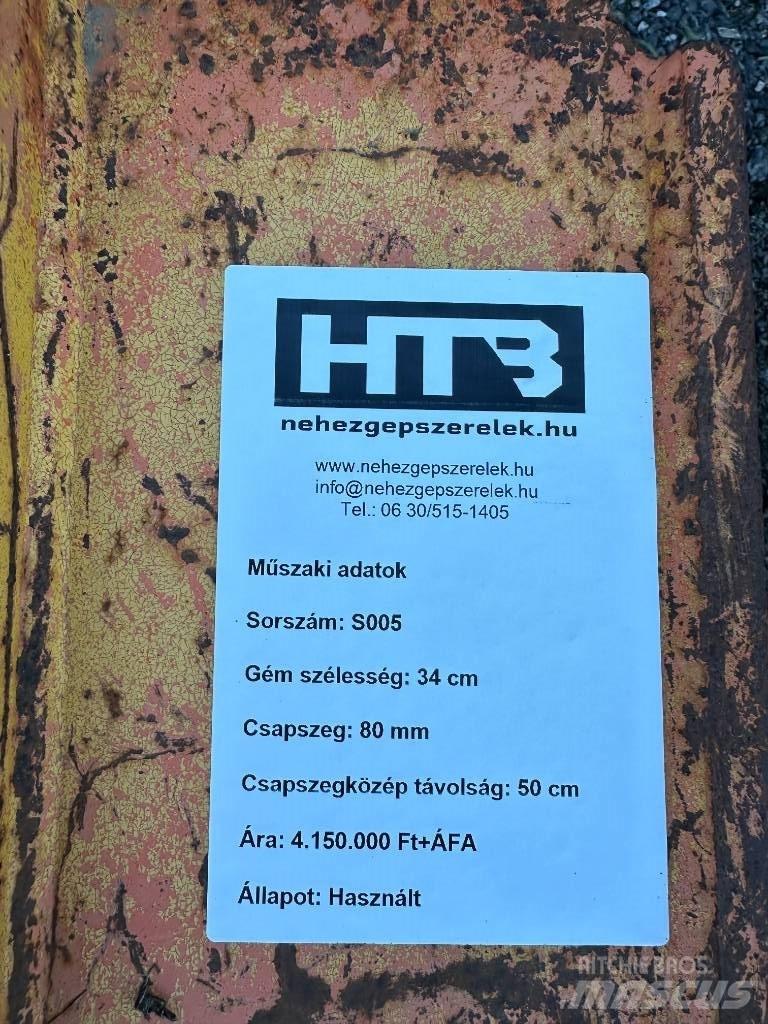 HTB
nehezgepszerelek.hu
www.nehezgepszerelek.hu
info@nehezgepszerelek.hu
Tel.: 06 30/515-1405
Műszaki adatok
Sorszám: S005
Gém szélesség: 34 cm
Csapszeg: 80 mm
Csapszegközép távolság: 50 cm
Ára: 4.150.000 Ft+ÁFA
Állapot: Használt
RITCHIE BROS.
mascus